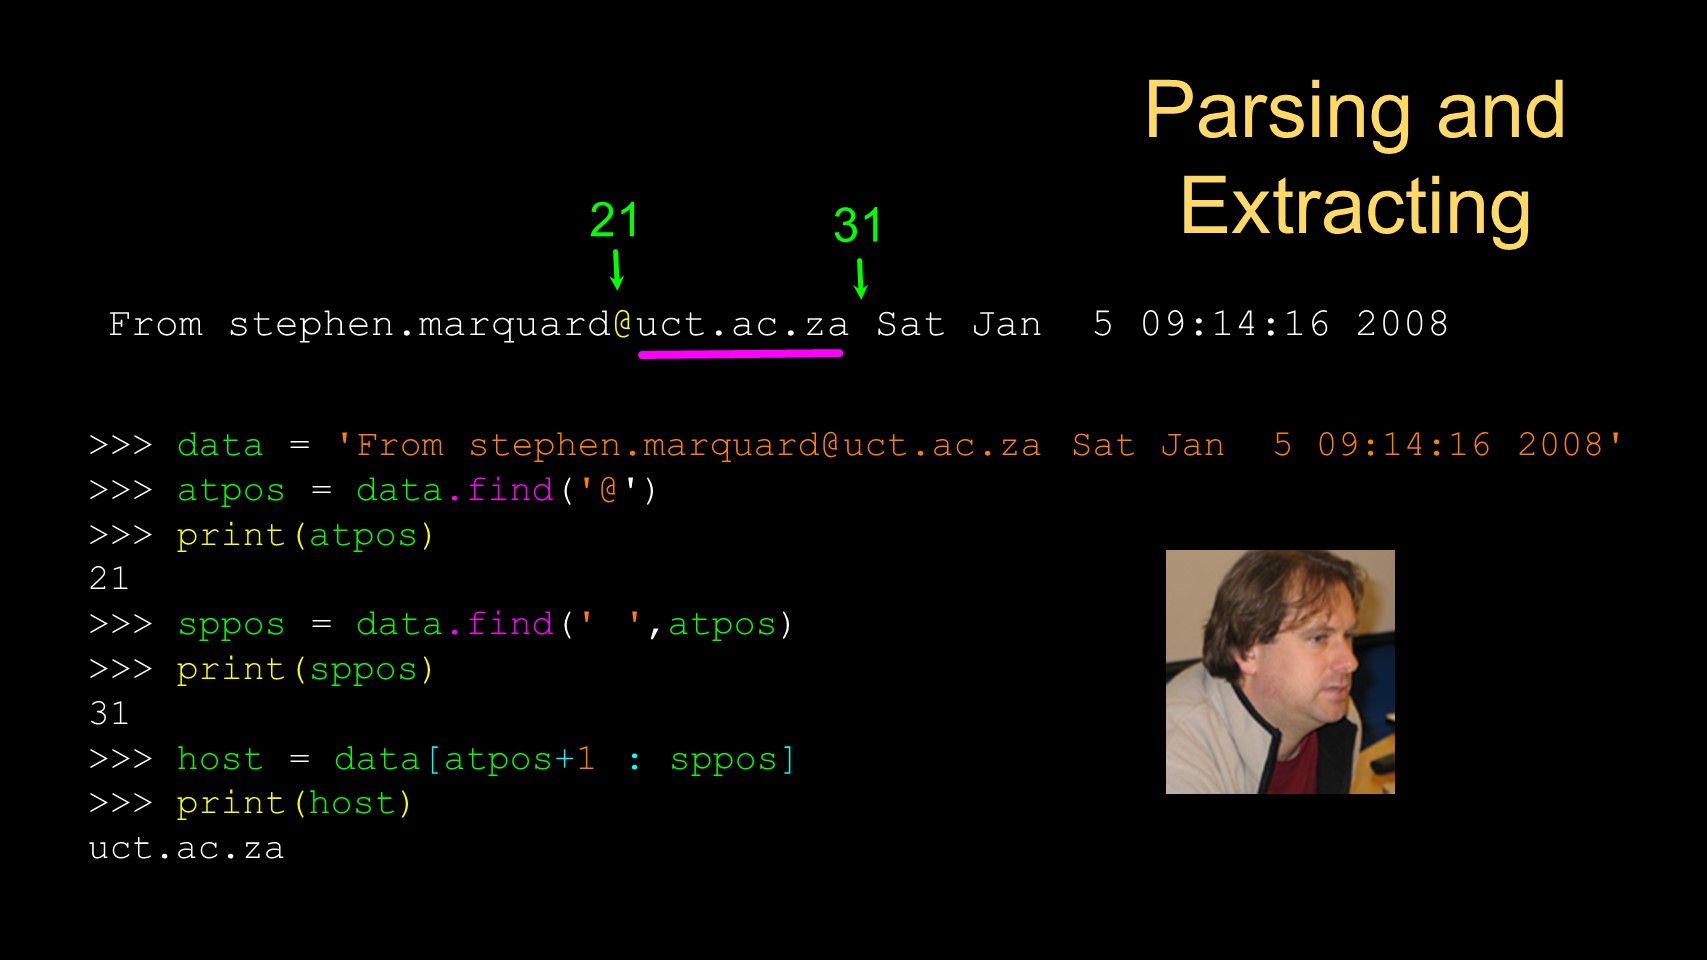 Parsing and
Extracting
21 31
From stephen.marquard@uct.ac.za Sat Jan  5 09:14:16 2008
>>> data = 'From stephen.marquard@uct.ac.za Sat Jan  5 09:14:16 2008'
>>> atpos = data.find('@')
>>> print(atpos)
21
>>> sppos = data.find(' ',atpos)
>>> print(sppos)
31
>>> host = data[atpos+1 : sppos]
>>> print(host)
uct.ac.za